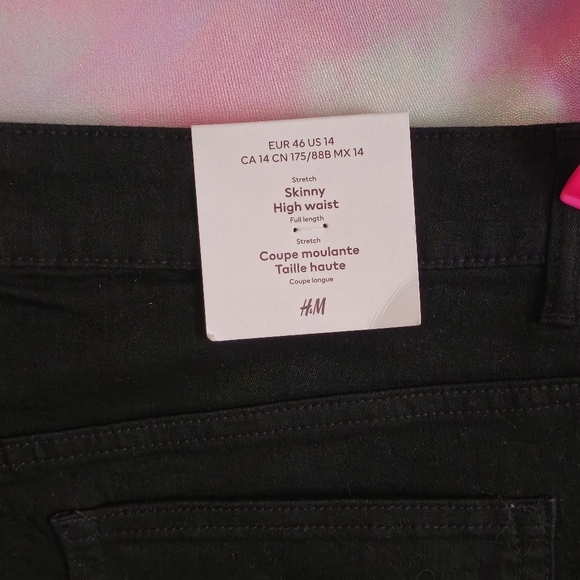 EUR 46 US 14
CA 14 CN 175/88B MX 14
Stretch
Skinny
High waist
Full length
Stretch
Coupe moulante
Taille haute
Coupe longue
H&M